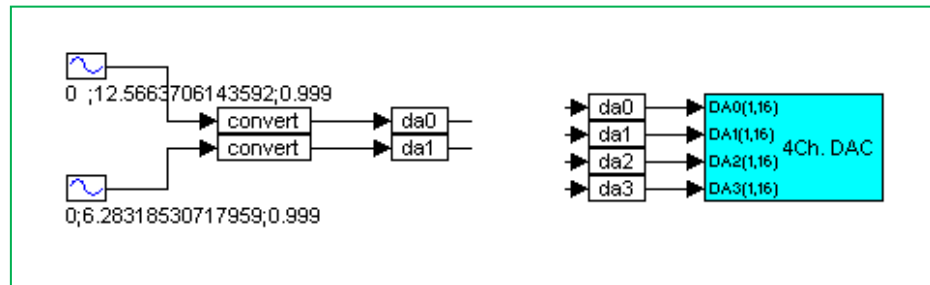 0 ;12.5663706143592;0.999
convert
da0
convert
da1
0;6.28318530717959;0.999
da0
DA0(1,16)
da1
DA1(1,16)
4Ch. DAC
da2
DA2(1,16)
da3
DA3(1,16)